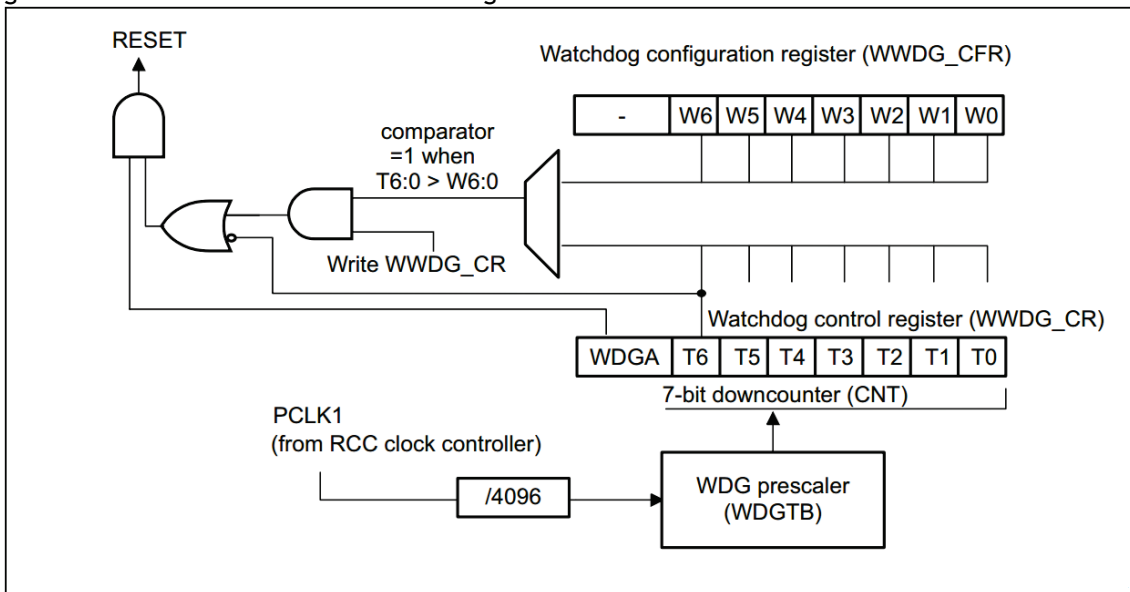 RESET
Watchdog configuration register (WWDG_CFR)
- W6 W5 W4 W3 W2 W1 W0
comparator
=1 when
T6:0 > W6:0
Write WWDG_CR
Watchdog control register (WWDG_CR)
WDGA T6 T5 T4 T3 T2 T1 T0
7-bit downcounter (CNT)
PCLK1
(from RCC clock controller)
/4096
WDG prescaler
(WDGTB)